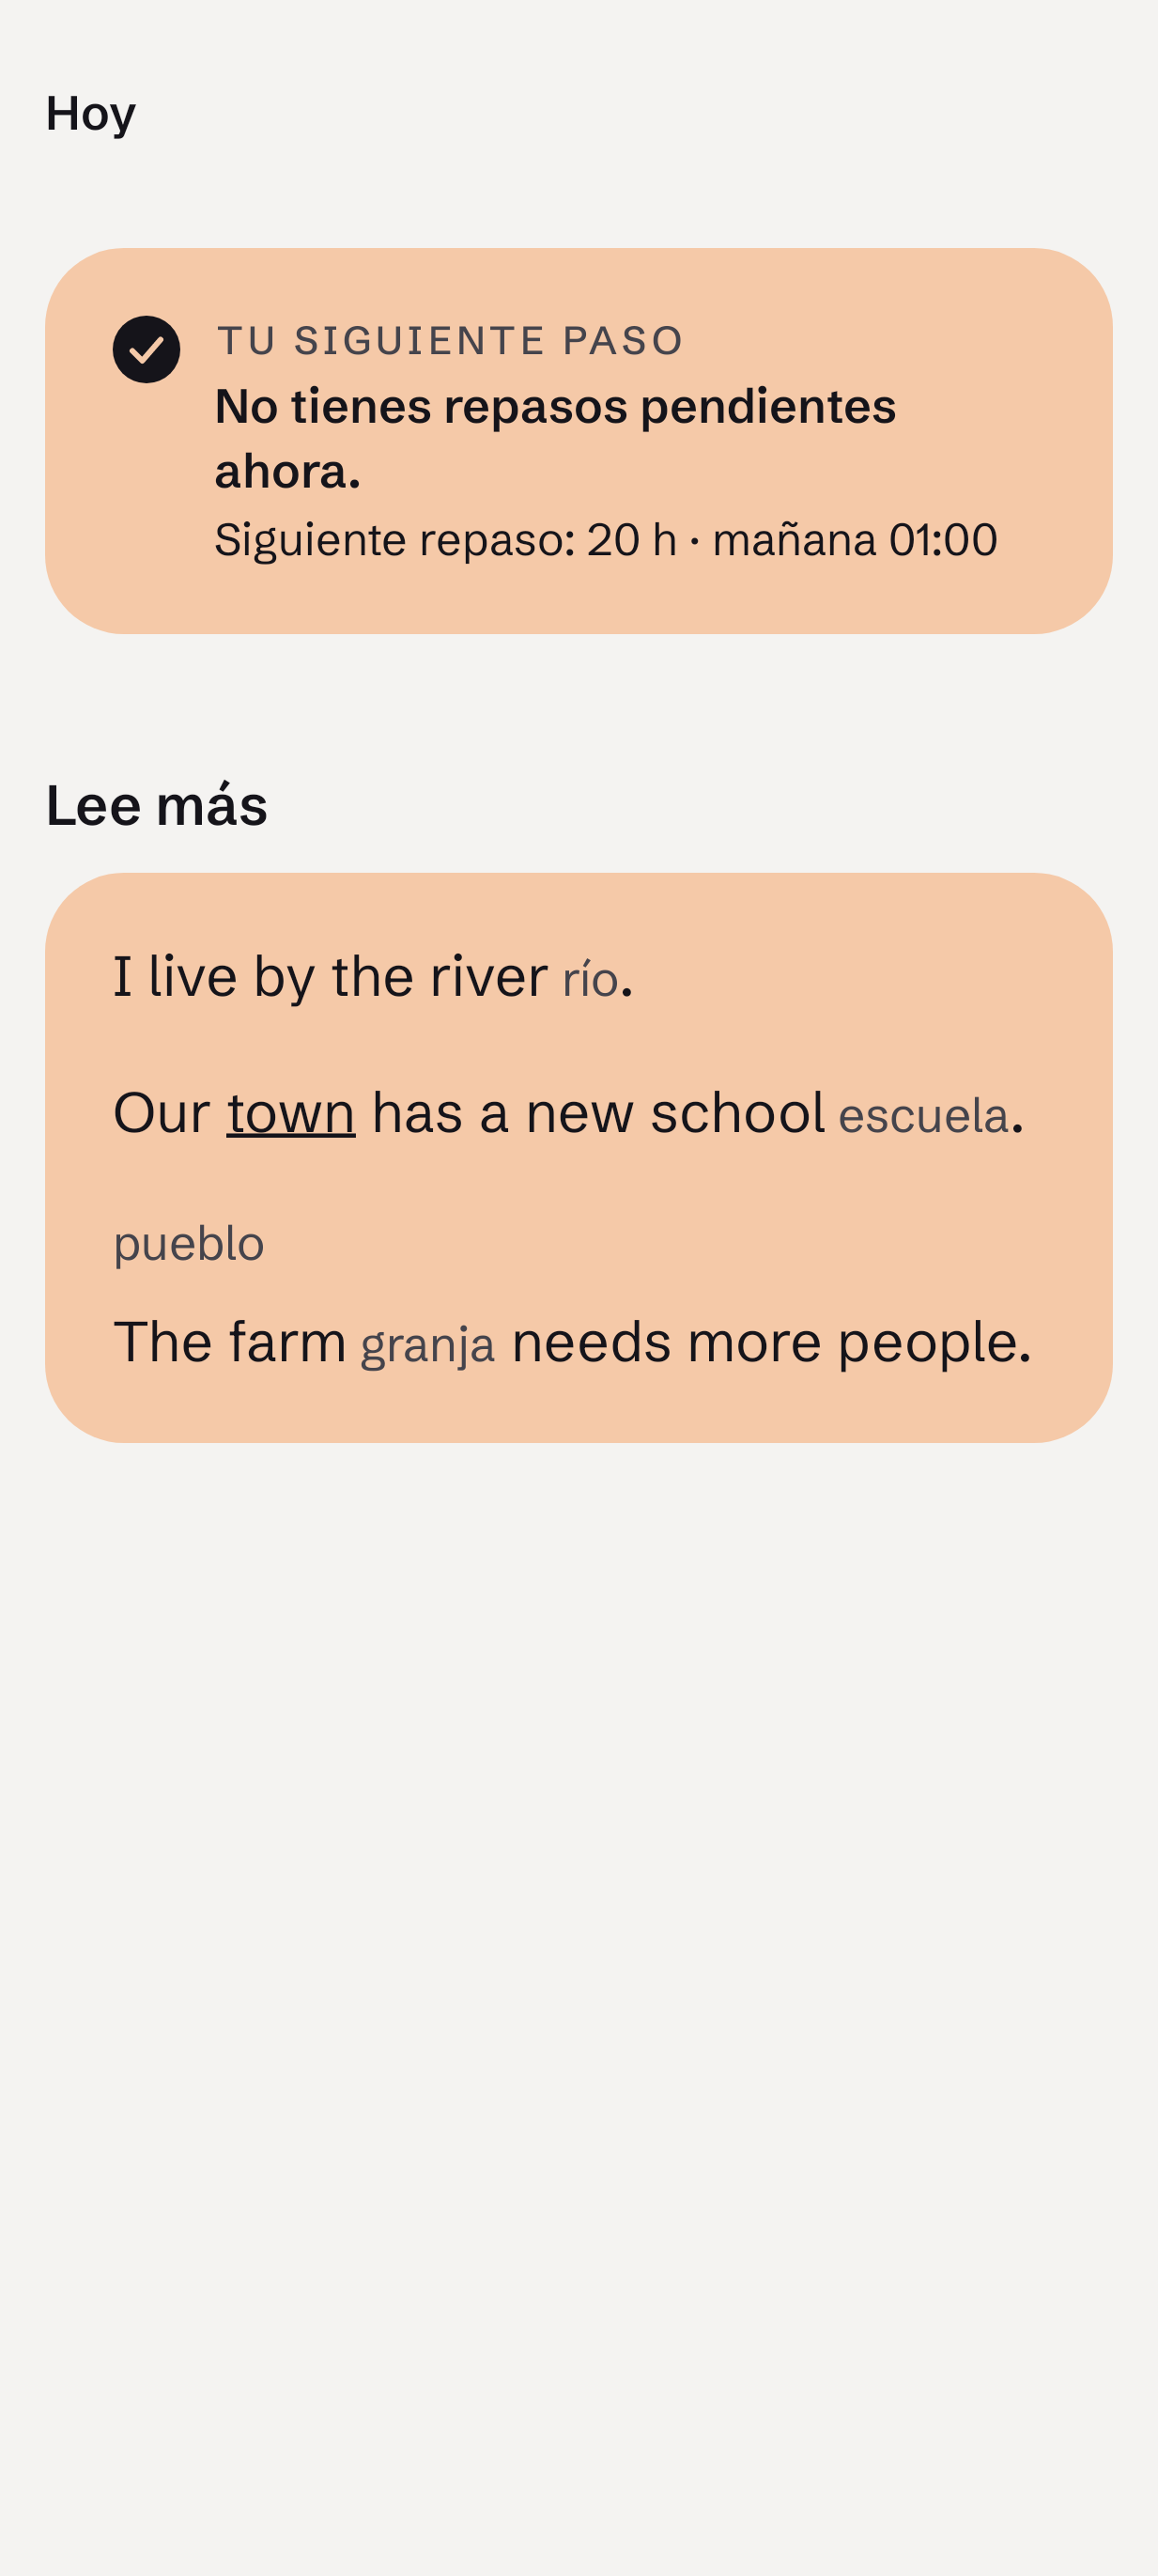 Hoy
TU SIGUIENTE PASO
No tienes repasos pendientes
ahora.
Siguiente repaso: 20 h · mañana 01:00
Lee más
I live by the river río.
Our town has a new school escuela.
pueblo
The farm granja needs more people.